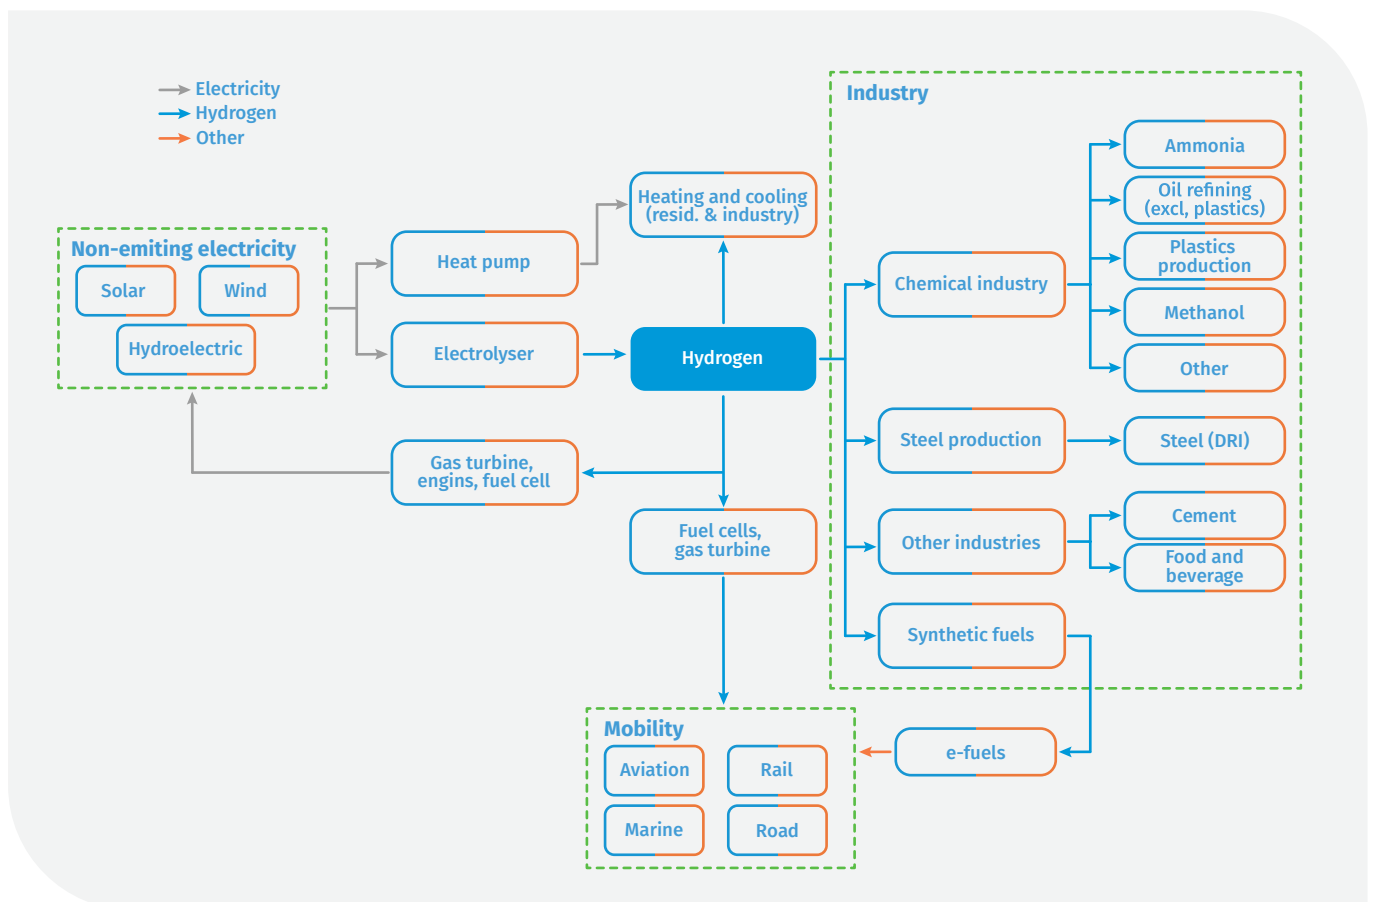 Electricity
Hydrogen
Other
Non-emiting electricity
Solar
Wind
Hydroelectric
Heat pump
Electrolyser
Gas turbine,
engins, fuel cell
Heating and cooling
(resid. & industry)
Hydrogen
Fuel cells,
gas turbine
Industry
Chemical industry
Ammonia
Oil refining
(excl, plastics)
Plastics
production
Methanol
Other
Steel production
Steel (DRI)
Other industries
Cement
Food and
beverage
Synthetic fuels
e-fuels
Mobility
Aviation
Rail
Marine
Road